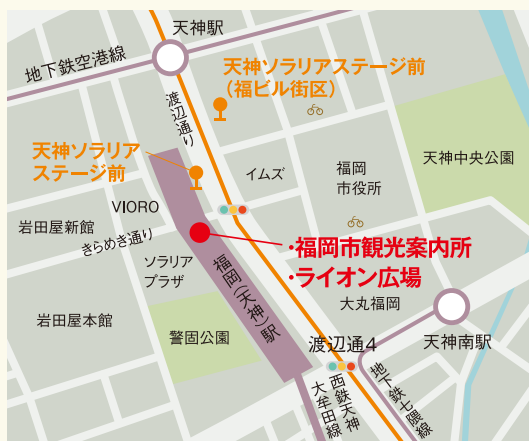 天神駅
地下鉄空港線
天神ソラリアステージ前
（福ビル街区）
渡辺通り
天神ソラリア
ステージ前
イムズ
福岡
市役所
天神中央公園
VIORO
岩田屋新館
きらめき通り
・福岡市観光案内所
・ライオン広場
ソラリア
プラザ
福岡（天神）駅
大丸福岡
岩田屋本館
警固公園
渡辺通4
天神南駅
西鉄天神
大牟田線
地下鉄七隈線